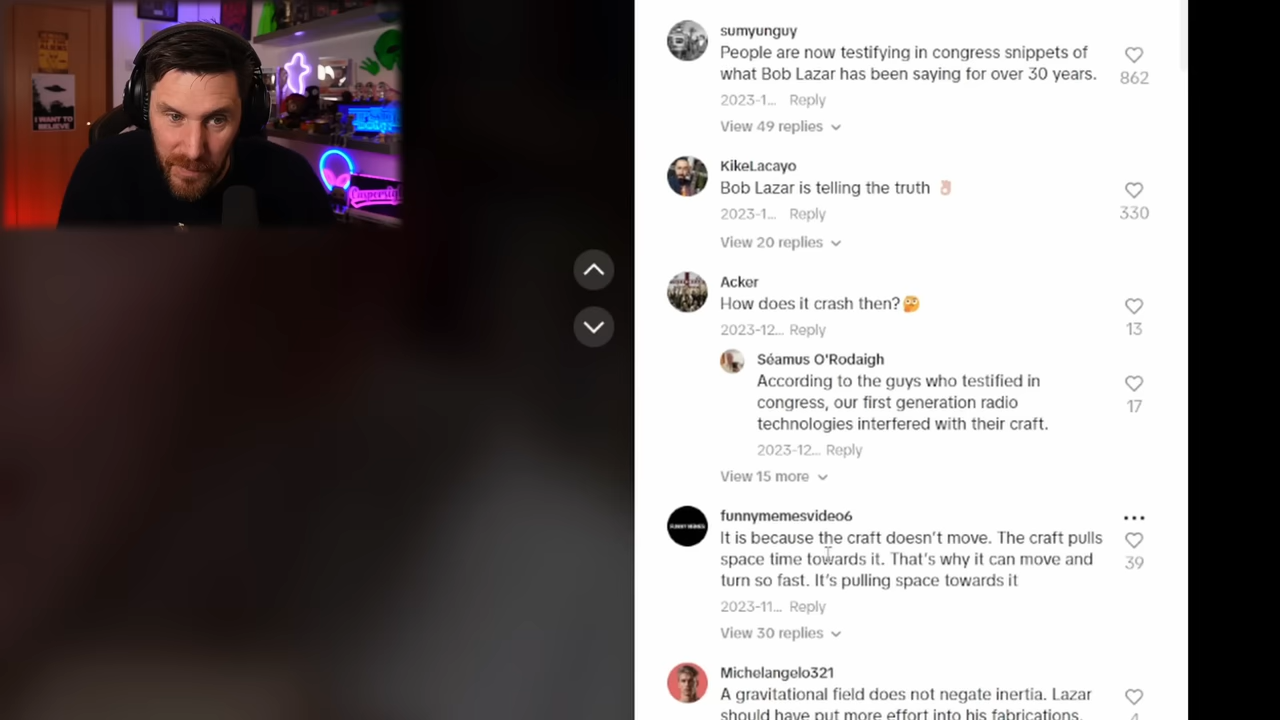 ALIENS
I WANT TO
BELIEVE
sumyunguy
People are now testifying in congress snippets of
what Bob Lazar has been saying for over 30 years.
862
2023-1... Reply
View 49 replies
KikeLacayo
Bob Lazar is telling the truth 👌🏻
330
2023-1... Reply
View 20 replies
Acker
How does it crash then?🤔
13
2023-12... Reply
Séamus O'Rodaigh
According to the guys who testified in
congress, our first generation radio
technologies interfered with their craft.
17
2023-12... Reply
View 15 more
FUNNY MEMES
funnymemesvideo6
It is because the craft doesn't move. The craft pulls
space time towards it. That's why it can move and
turn so fast. It's pulling space towards it
39
2023-11... Reply
View 30 replies
Michelangelo321
A gravitational field does not negate inertia. Lazar
should have put more effort into his fabrications.